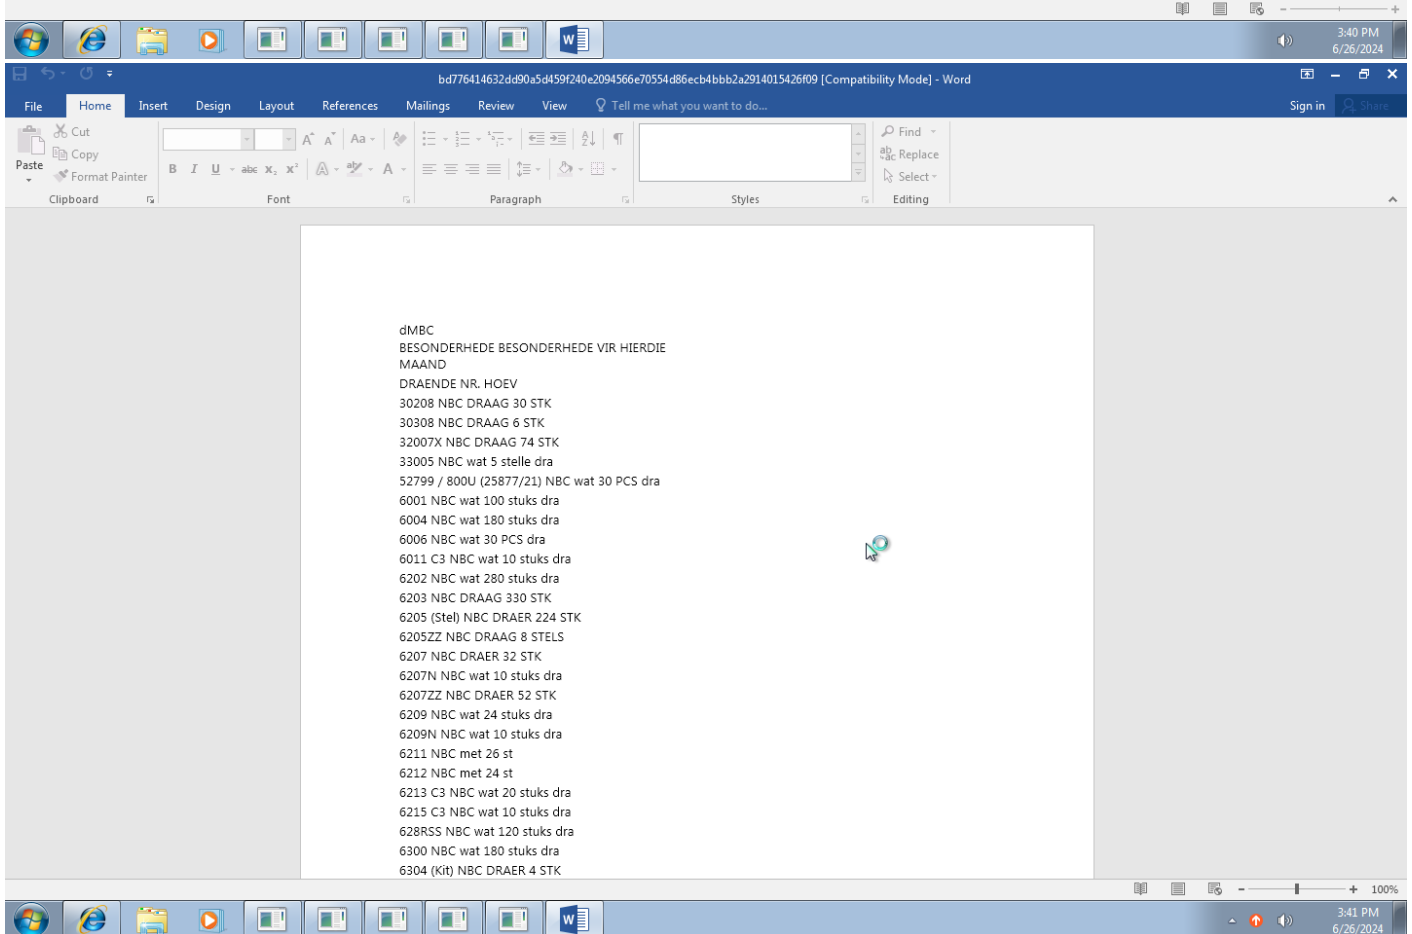 3:40 PM
6/26/2024
bd776414632dd90a5d459f240e2094566e70554d86ecb4bbb2a2914015426f09 [Compatibility Mode] - Word
File Home Insert Design Layout References Mailings Review View Tell me what you want to do... Sign in Share
Paste
Cut
Copy
Format Painter
Find
Replace
Select
Clipboard Font Paragraph Styles Editing
dMBC
BESONDERHEDE BESONDERHEDE VIR HIERDIE
MAAND
DRAENDE NR. HOEV
30208 NBC DRAAG 30 STK
30308 NBC DRAAG 6 STK
32007X NBC DRAAG 74 STK
33005 NBC wat 5 stelle dra
52799 / 800U (25877/21) NBC wat 30 PCS dra
6001 NBC wat 100 stuks dra
6004 NBC wat 180 stuks dra
6006 NBC wat 30 PCS dra
6011 C3 NBC wat 10 stuks dra
6202 NBC wat 280 stuks dra
6203 NBC DRAAG 330 STK
6205 (Stel) NBC DRAER 224 STK
6205ZZ NBC DRAAG 8 STELS
6207 NBC DRAER 32 STK
6207N NBC wat 10 stuks dra
6207ZZ NBC DRAER 52 STK
6209 NBC wat 24 stuks dra
6209N NBC wat 10 stuks dra
6211 NBC met 26 st
6212 NBC met 24 st
6213 C3 NBC wat 20 stuks dra
6215 C3 NBC wat 10 stuks dra
628RSS NBC wat 120 stuks dra
6300 NBC wat 180 stuks dra
6304 (Kit) NBC DRAER 4 STK
100%
3:41 PM
6/26/2024